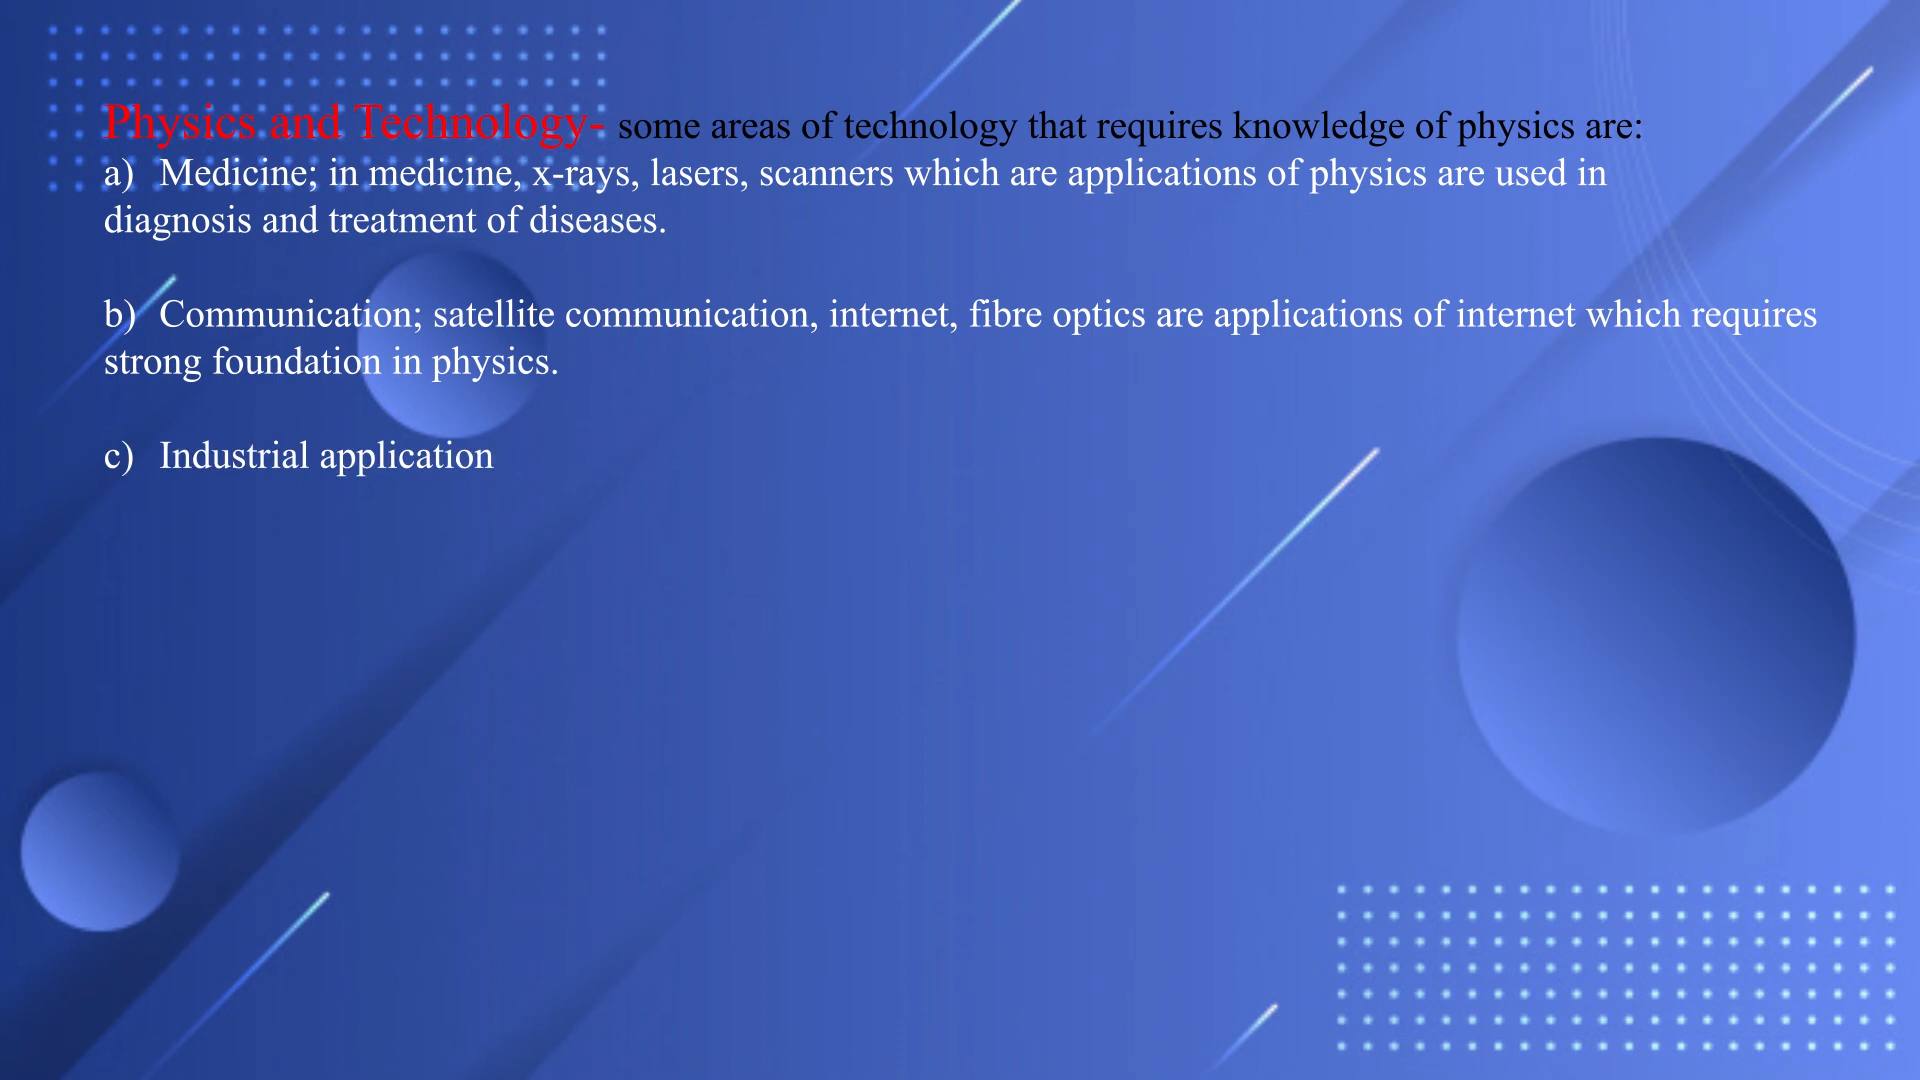 Physics and Technology- some areas of technology that requires knowledge of physics are:
a) Medicine; in medicine, x-rays, lasers, scanners which are applications of physics are used in
diagnosis and treatment of diseases.
b) Communication; satellite communication, internet, fibre optics are applications of internet which requires
strong foundation in physics.
c) Industrial application